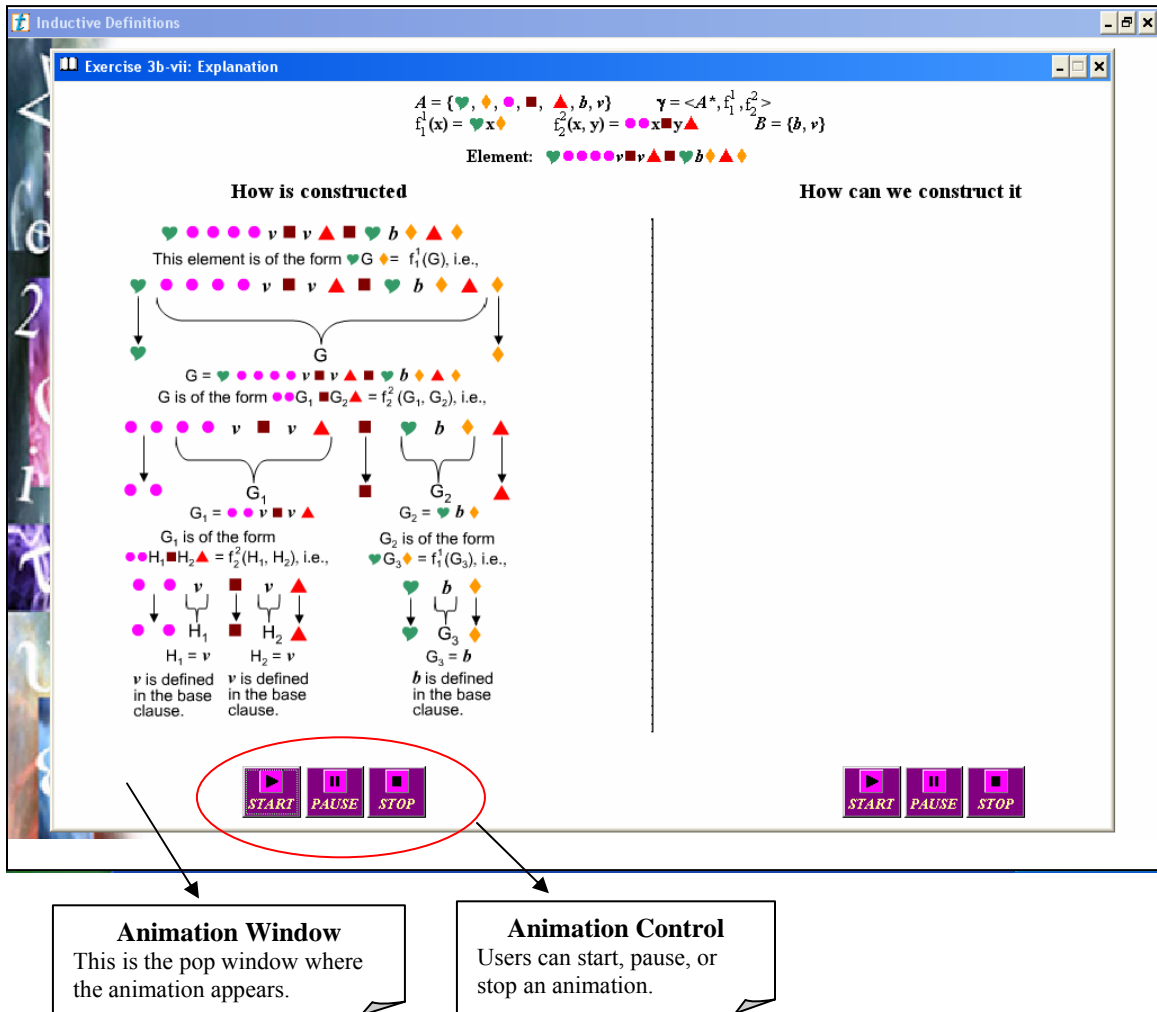 Inductive Definitions
Exercise 3b-vii: Explanation
A = {♥, ♦, ●, ■, ▲, b, v} γ = <A*, f₁¹, f₂²>
f₁¹(x) = ♥x♦ f₂²(x, y) = ●●x■y▲ B = {b, v}
Element: ♥●●●●v■v▲■♥b♦▲♦
How is constructed
How can we construct it
♥ ● ● ● ● v ■ v ▲ ■ ♥ b ♦ ▲ ♦
This element is of the form ♥G ♦= f₁¹(G), i.e.,
♥ ● ● ● ● v ■ v ▲ ■ ♥ b ♦ ▲ ♦
♥ G ♦
G = ♥ ● ● ● ● v ■ v ▲ ■ ♥ b ♦ ▲ ♦
G is of the form ●●G₁ ■G₂▲ = f₂² (G₁, G₂), i.e.,
● ● ● ● v ■ v ▲ ■ ♥ b ♦ ▲
● ● G₁ ■ G₂ ▲
G₁ = ● ● v ■ v ▲
G₁ is of the form
●●H₁■H₂▲ = f₂²(H₁, H₂), i.e.,
● ● v ■ v ▲
● ● H₁ ■ H₂ ▲
H₁ = v H₂ = v
v is defined
in the base
clause.
v is defined
in the base
clause.
G₂ = ♥ b ♦
G₂ is of the form
♥G₃♦ = f₁¹(G₃), i.e.,
♥ b ♦
♥ G₃ ♦
G₃ = b
b is defined
in the base
clause.
START PAUSE STOP
START PAUSE STOP
Animation Window
This is the pop window where
the animation appears.
Animation Control
Users can start, pause, or
stop an animation.